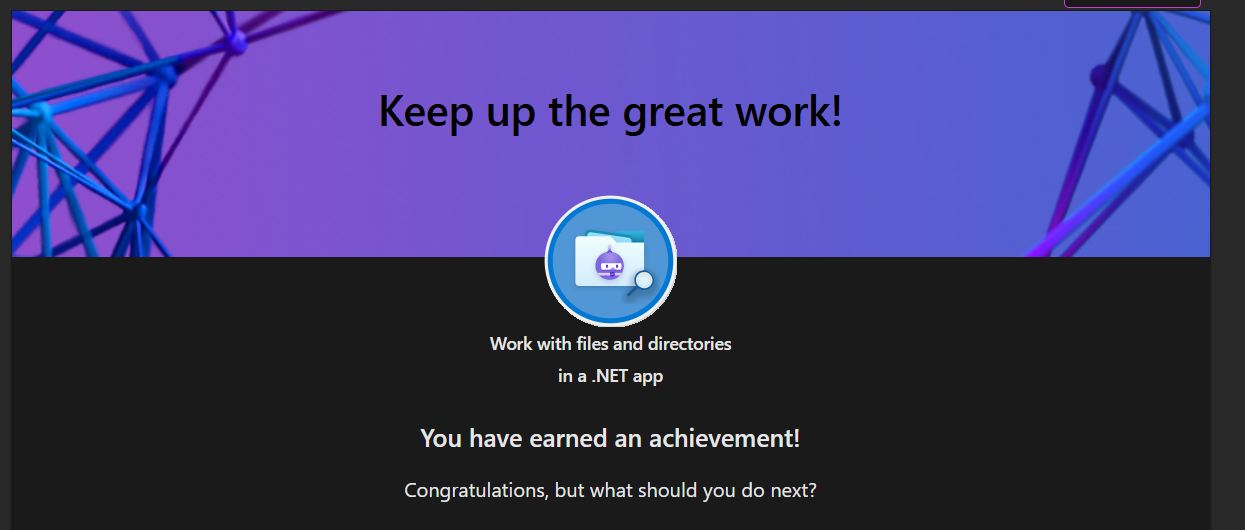 Keep up the great work!
Work with files and directories
in a .NET app
You have earned an achievement!
Congratulations, but what should you do next?